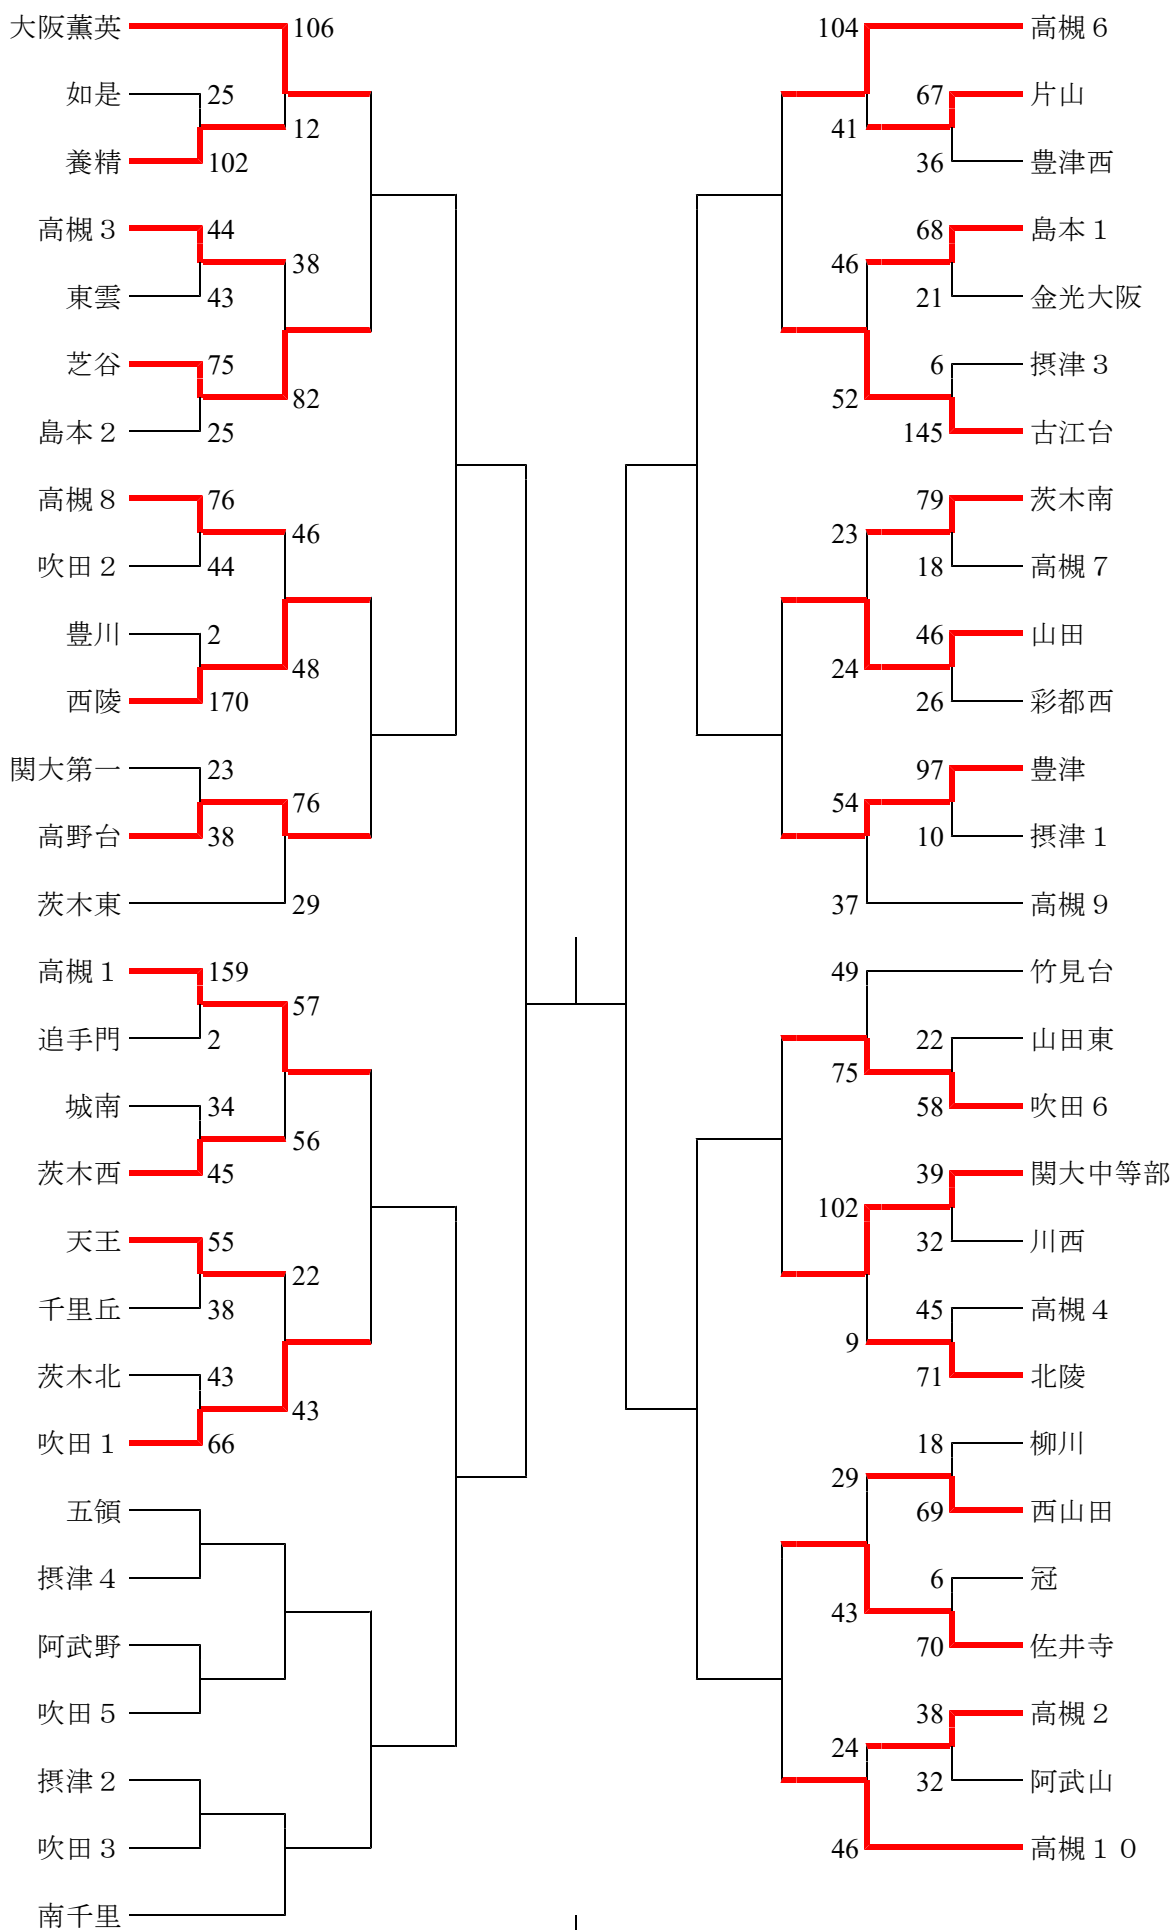 大阪薫英 106 104 高槻６
如是 25 67 片山
12 41
養精 102 36 豊津西
高槻３ 44 68 島本１
38 46
東雲 43 21 金光大阪
芝谷 75 6 摂津３
82 52
島本２ 25 145 古江台
高槻８ 76 79 茨木南
46 23
吹田２ 44 18 高槻７
豊川 2 46 山田
48 24
西陵 170 26 彩都西
関大第一 23 97 豊津
76 54
高野台 38 10 摂津１
茨木東 29 37 高槻９
高槻１ 159 49 竹見台
57
追手門 2 22 山田東
75
城南 34 58 吹田６
56
茨木西 45 39 関大中等部
102
天王 55 32 川西
22
千里丘 38 45 高槻４
9
茨木北 43 71 北陵
43
吹田１ 66 18 柳川
29
五領 69 西山田
摂津４ 6 冠
43
阿武野 70 佐井寺
吹田５ 38 高槻２
24
摂津２ 32 阿武山
吹田３ 46 高槻１０
南千里